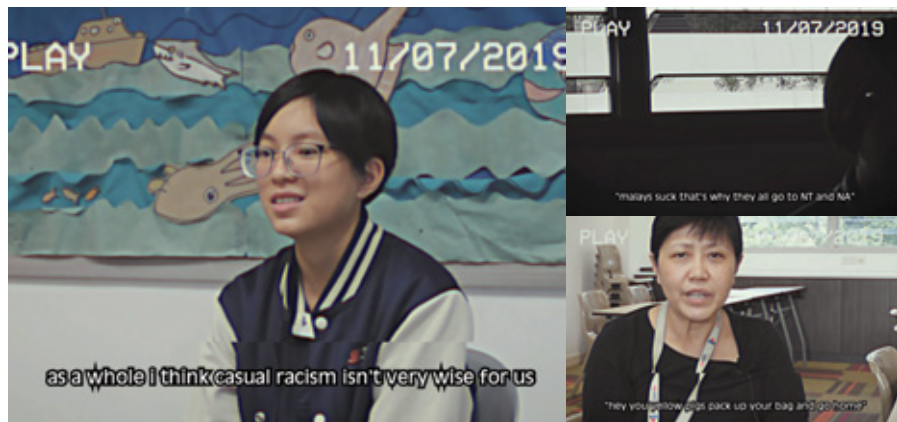 PLAY 11/07/2019
as a whole i think casual racism isn't very wise for us
PLAY 11/07/2019
"malays suck that's why they all go to NT and NA"
PLAY /2019
"hey you yellow pigs pack up your bag and go home"